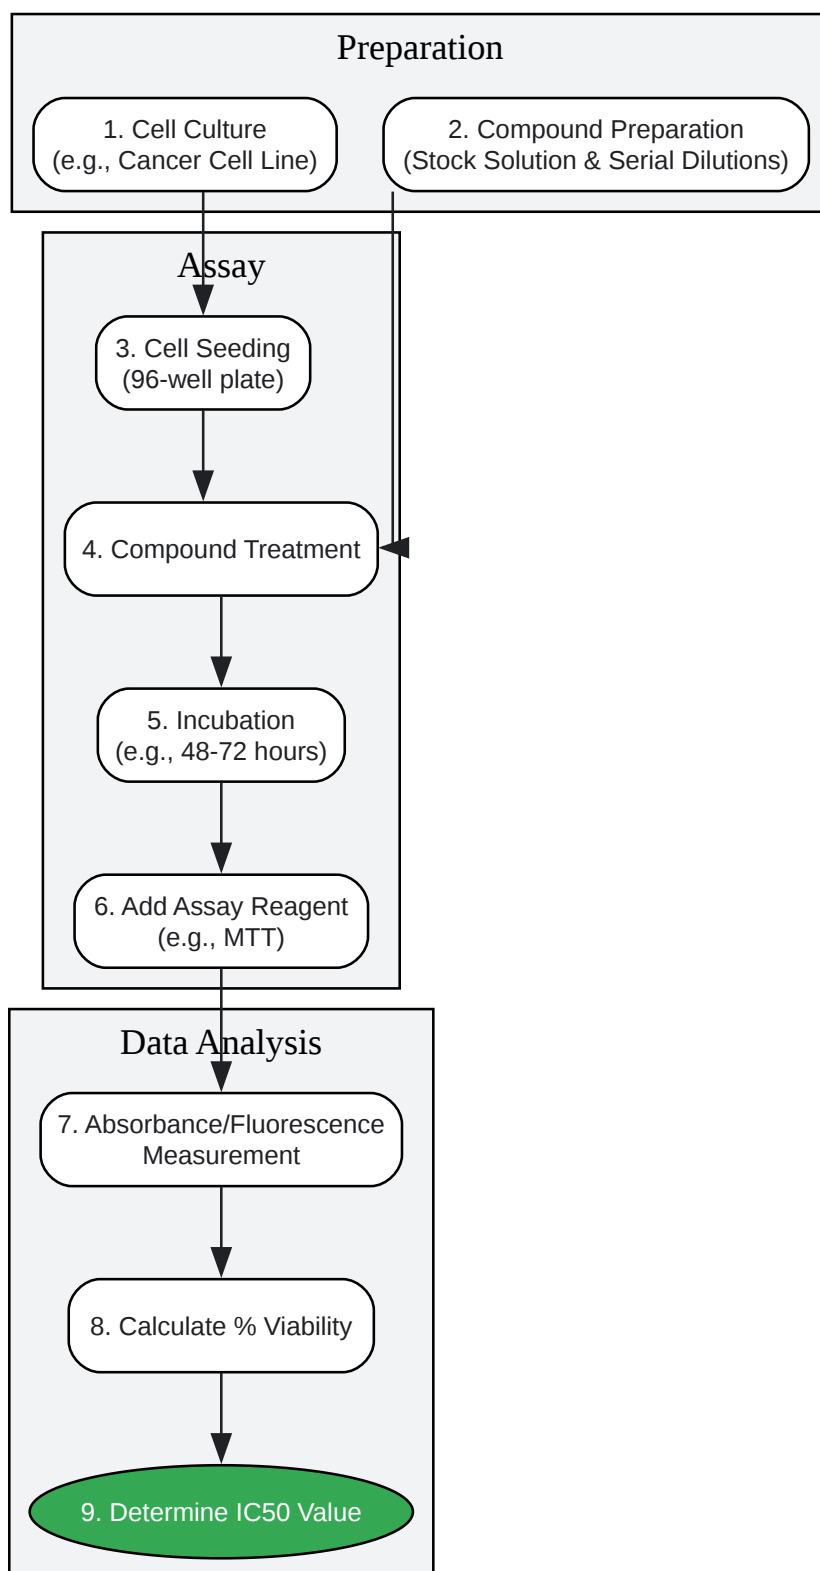 Preparation
1. Cell Culture
(e.g., Cancer Cell Line)
2. Compound Preparation
(Stock Solution & Serial Dilutions)
Assay
3. Cell Seeding
(96-well plate)
4. Compound Treatment
5. Incubation
(e.g., 48-72 hours)
6. Add Assay Reagent
(e.g., MTT)
Data Analysis
7. Absorbance/Fluorescence
Measurement
8. Calculate % Viability
9. Determine IC50 Value